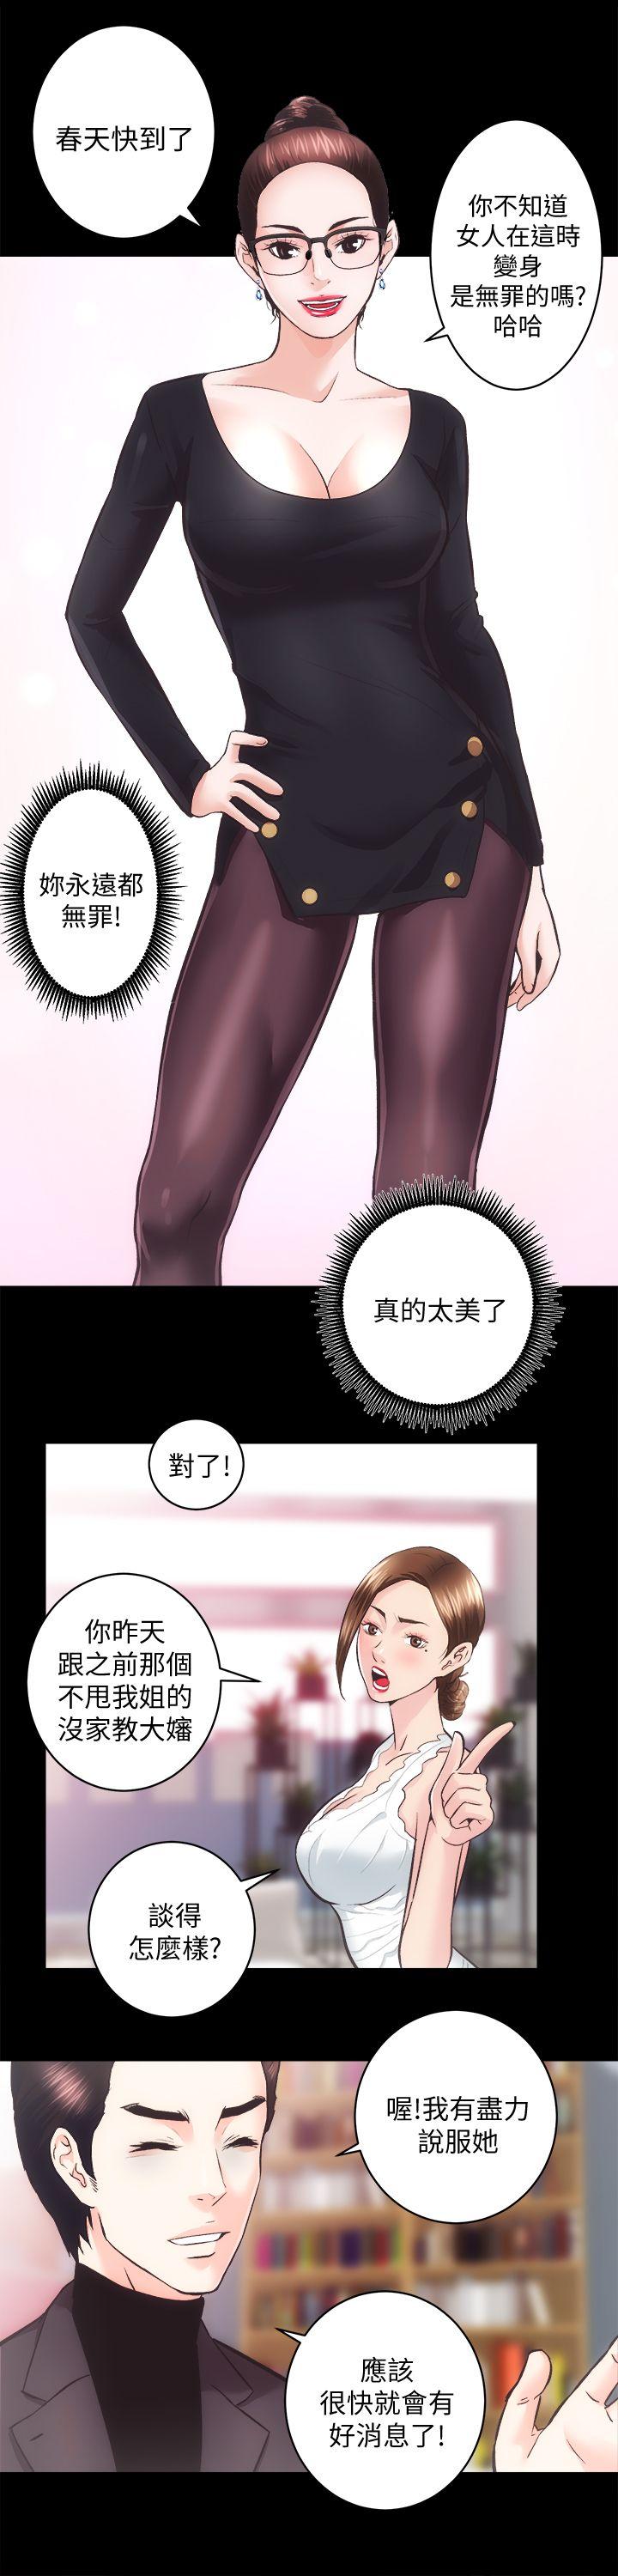 春天快到了
你不知道
女人在這時
變身
是無罪的嗎?
哈哈
妳永遠都
無罪!
真的太美了
對了!
你昨天
跟之前那個
不甩我姐的
沒家教大嬸
談得
怎麼樣?
喔!我有盡力
說服她
應該
很快就會有
好消息了!